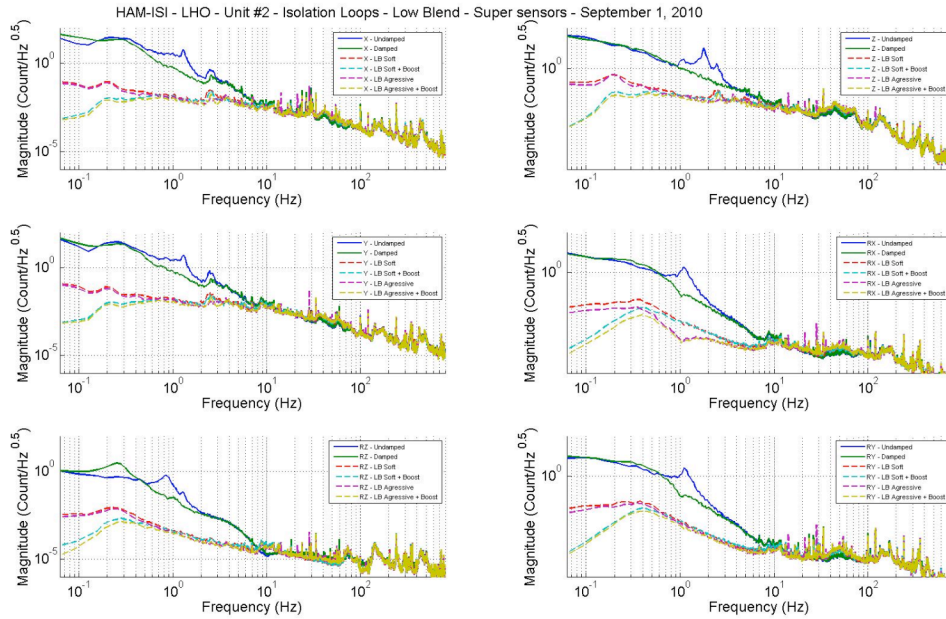 HAM-ISI - LHO - Unit #2 - Isolation Loops - Low Blend - Super sensors - September 1, 2010
Magnitude (Count/Hz^0.5)
10^0
10^-5
X - Undamped
X - Damped
X - LB Soft
X - LB Soft + Boost
X - LB Agressive
X - LB Agressive + Boost
10^-1 10^0 10^1 10^2
Frequency (Hz)
Magnitude (Count/Hz^0.5)
10^0
Z - Undamped
Z - Damped
Z - LB Soft
Z - LB Soft + Boost
Z - LB Agressive
Z - LB Agressive + Boost
10^-1 10^0 10^1 10^2
Frequency (Hz)
Magnitude (Count/Hz^0.5)
10^0
10^-5
Y - Undamped
Y - Damped
Y - LB Soft
Y - LB Soft + Boost
Y - LB Agressive
Y - LB Agressive + Boost
10^-1 10^0 10^1 10^2
Frequency (Hz)
Magnitude (Count/Hz^0.5)
10^0
RX - Undamped
RX - Damped
RX - LB Soft
RX - LB Soft + Boost
RX - LB Agressive
RX - LB Agressive + Boost
10^-1 10^0 10^1 10^2
Frequency (Hz)
Magnitude (Count/Hz^0.5)
10^0
10^-5
RZ - Undamped
RZ - Damped
RZ - LB Soft
RZ - LB Soft + Boost
RZ - LB Agressive
RZ - LB Agressive + Boost
10^-1 10^0 10^1 10^2
Frequency (Hz)
Magnitude (Count/Hz^0.5)
10^0
RY - Undamped
RY - Damped
RY - LB Soft
RY - LB Soft + Boost
RY - LB Agressive
RY - LB Agressive + Boost
10^-1 10^0 10^1 10^2
Frequency (Hz)